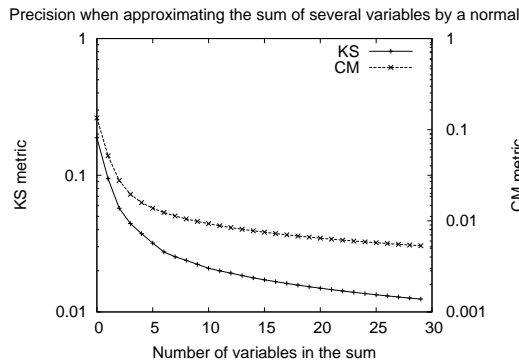 Precision when approximating the sum of several variables by a normal
KS
CM
1
0.1
0.01
KS metric
1
0.1
0.01
0.001
CM metric
0 5 10 15 20 25 30
Number of variables in the sum